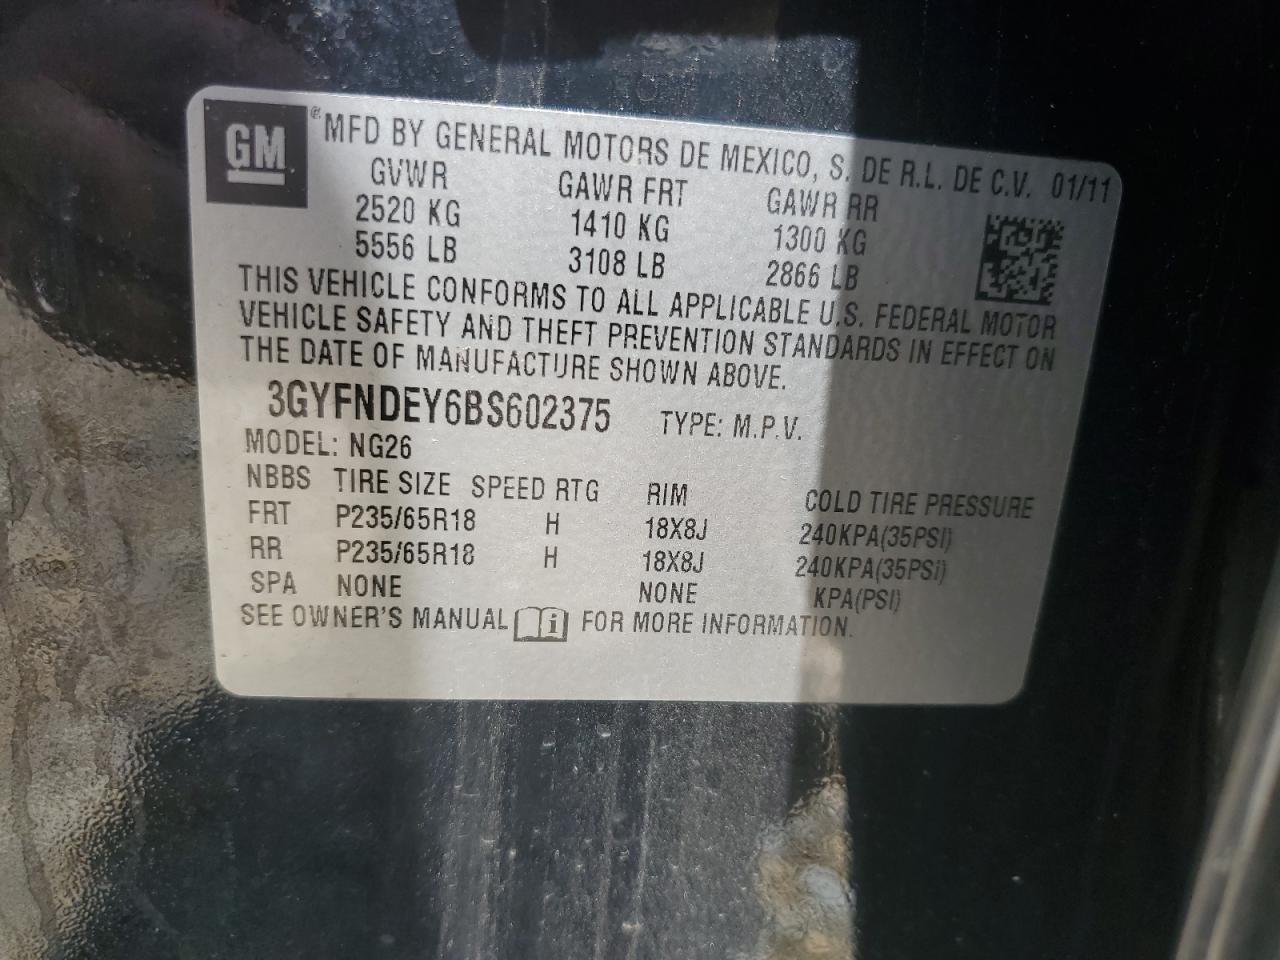 GM ® MFD BY GENERAL MOTORS DE MEXICO, S. DE R.L. DE C.V. 01/11
GVWR GAWR FRT GAWR RR
2520 KG 1410 KG 1300 KG
5556 LB 3108 LB 2866 LB
THIS VEHICLE CONFORMS TO ALL APPLICABLE U.S. FEDERAL MOTOR
VEHICLE SAFETY AND THEFT PREVENTION STANDARDS IN EFFECT ON
THE DATE OF MANUFACTURE SHOWN ABOVE.
3GYFNDEY6BS602375 TYPE: M.P.V.
MODEL: NG26
NBBS TIRE SIZE SPEED RTG RIM COLD TIRE PRESSURE
FRT P235/65R18 H 18X8J 240KPA(35PSI)
RR P235/65R18 H 18X8J 240KPA(35PSI)
SPA NONE NONE KPA(PSI)
SEE OWNER'S MANUAL i FOR MORE INFORMATION.